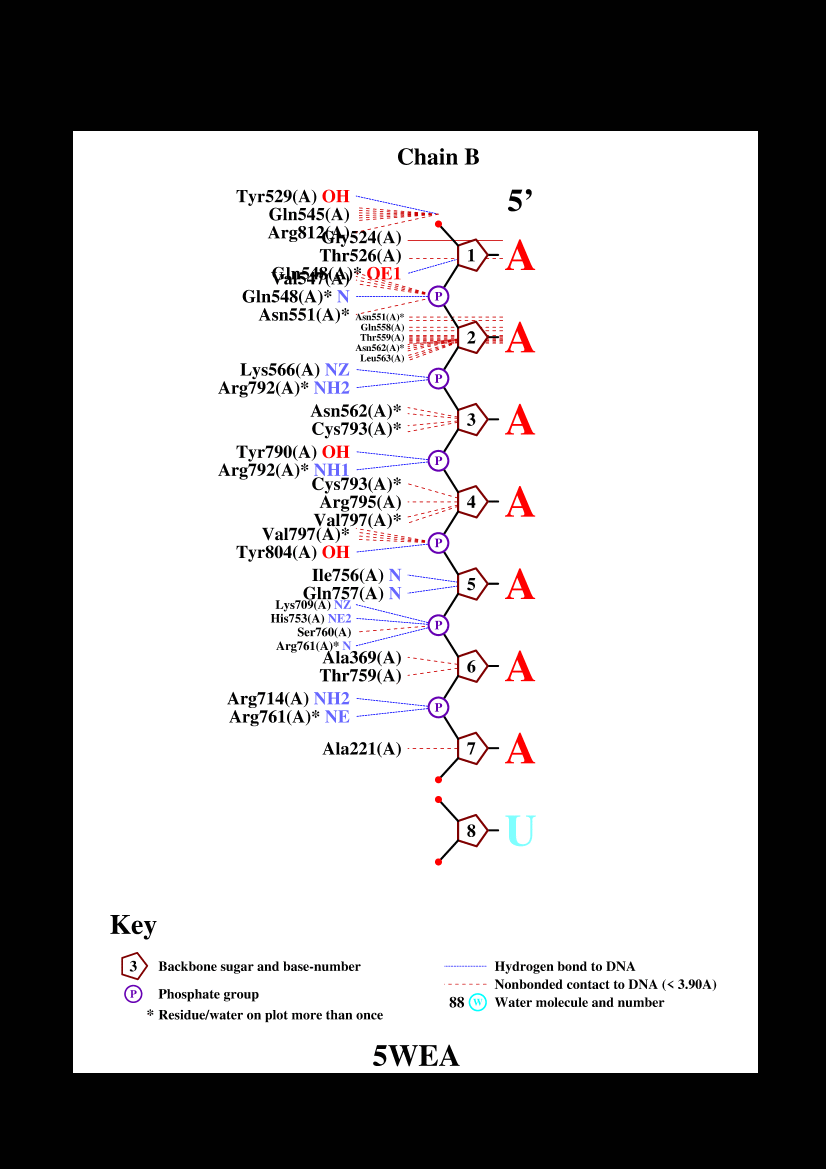 Chain B
5’
Tyr529(A) OH
Gln545(A)
Arg812(A)
Gly524(A)
Thr526(A)
1 A
Gln548(A)* OE1
Val547(A)
Gln548(A)* N
P
Asn551(A)*
Asn551(A)*
Gln558(A)
Thr559(A)
2 A
Asn562(A)*
Leu563(A)
Lys566(A) NZ
P
Arg792(A)* NH2
Asn562(A)*
3 A
Cys793(A)*
Tyr790(A) OH
P
Arg792(A)* NH1
Cys793(A)*
Arg795(A)
4 A
Val797(A)*
Val797(A)*
P
Tyr804(A) OH
Ile756(A) N
5 A
Gln757(A) N
Lys709(A) NZ
His753(A) NE2
P
Ser760(A)
Arg761(A)* N
Ala369(A)
6 A
Thr759(A)
Arg714(A) NH2
P
Arg761(A)* NE
Ala221(A)
7 A
8 U
Key
3 Backbone sugar and base-number
P Phosphate group
* Residue/water on plot more than once
Hydrogen bond to DNA
Nonbonded contact to DNA (< 3.90A)
88 W Water molecule and number
5WEA